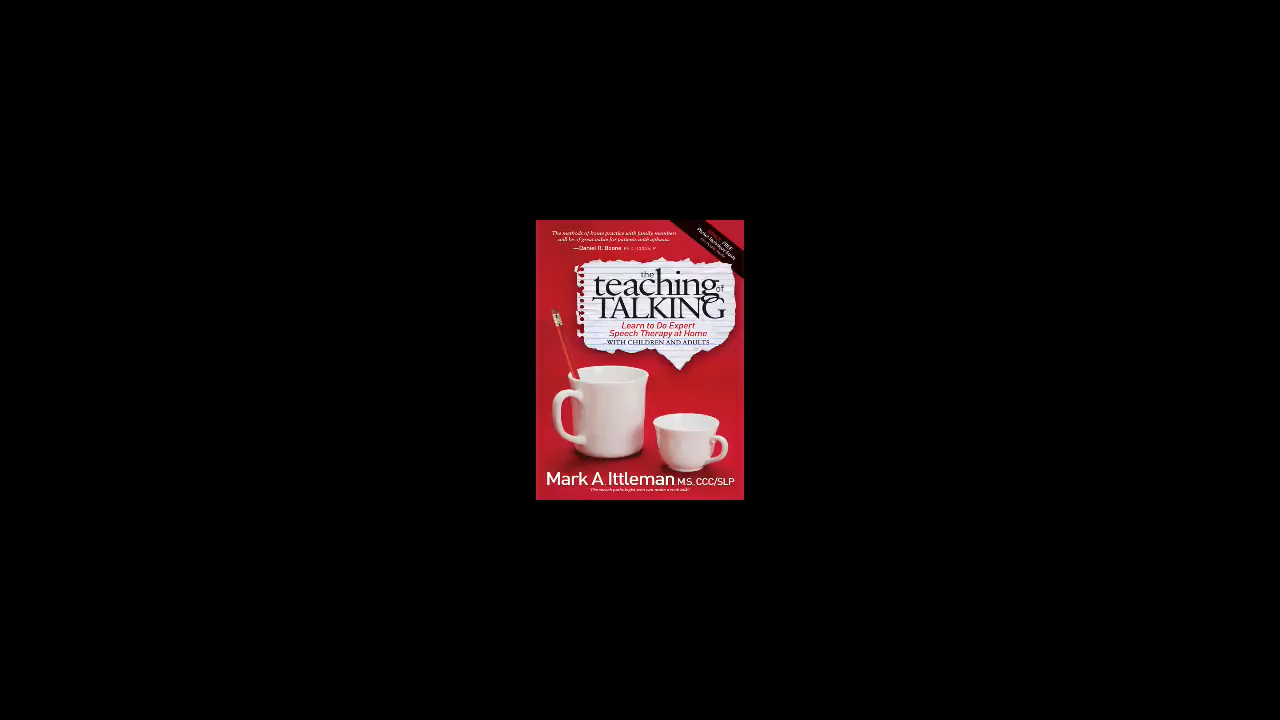 The methods of home practice with family members
will be of great value for patients with aphasia.
—Daniel R. Boone
FREE
the
teaching of
TALKING
Learn to Do Expert
Speech Therapy at Home
WITH CHILDREN AND ADULTS
Mark A. Ittleman M.S., CCC/SLP